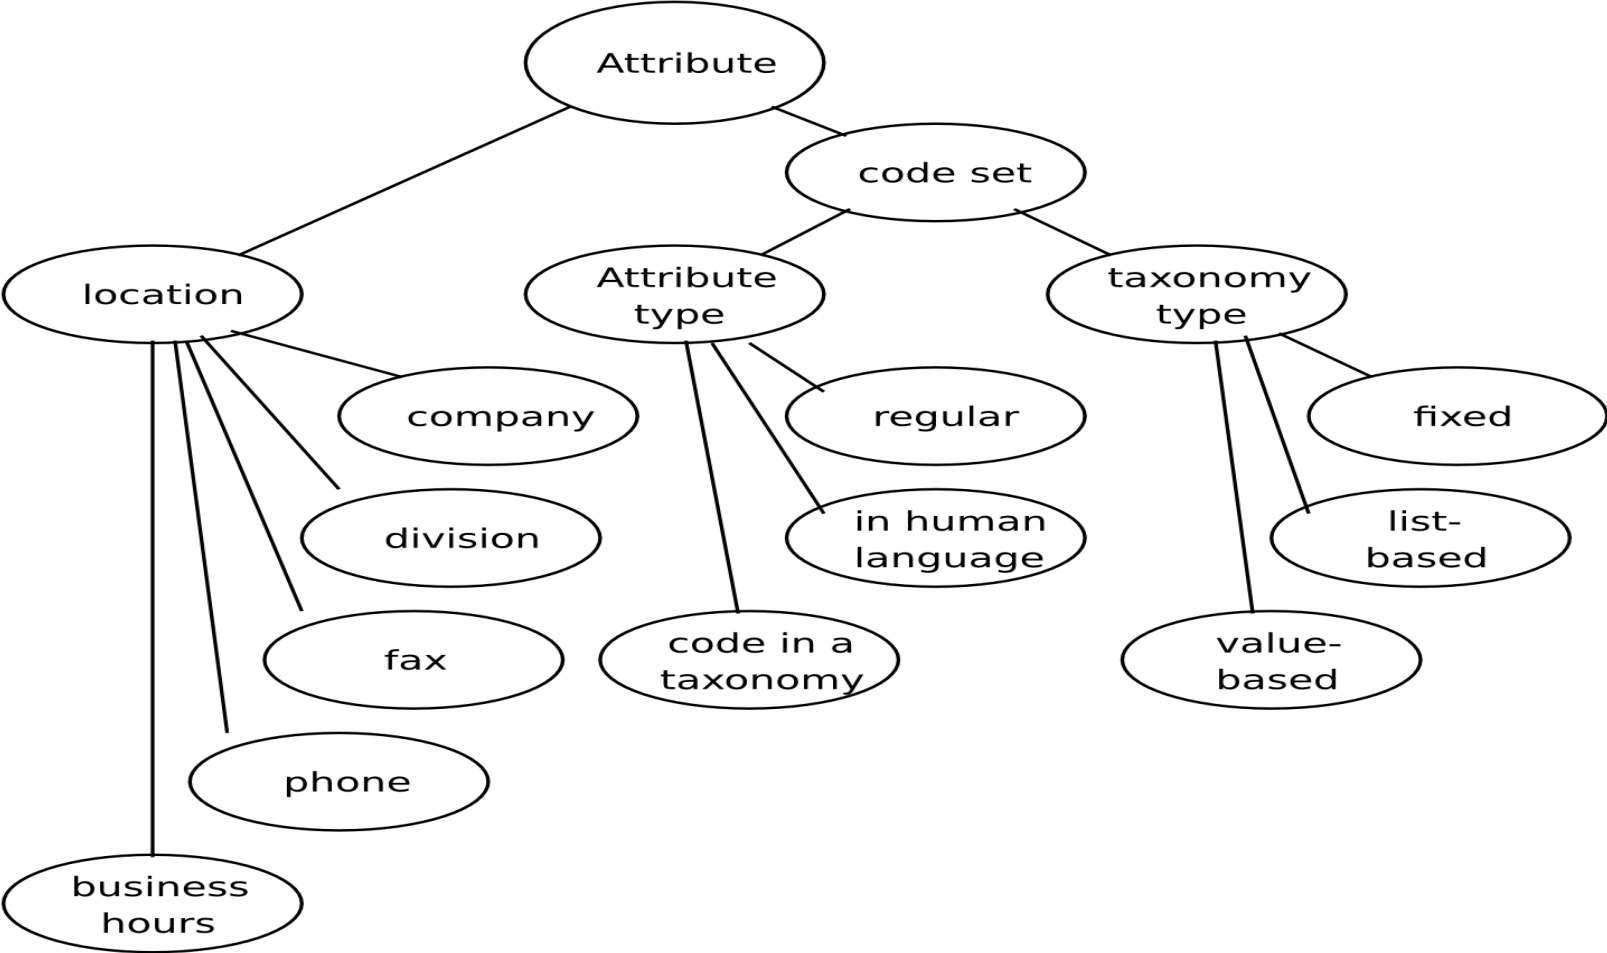 Attribute
code set
location
Attribute
type
taxonomy
type
company
regular
fixed
division
in human
language
list-
based
fax
code in a
taxonomy
value-
based
phone
business
hours